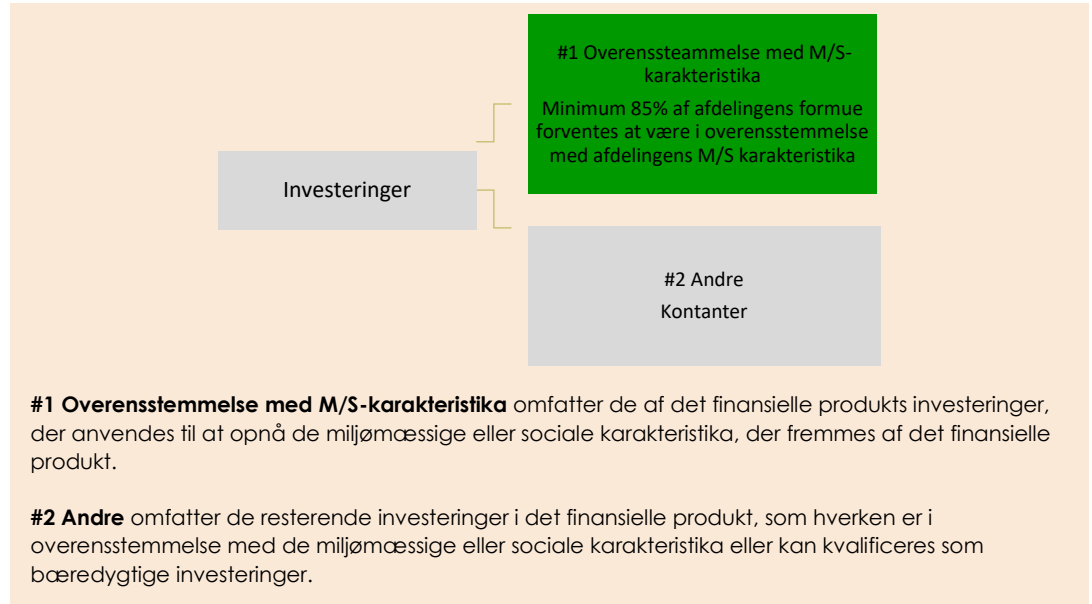 #1 Overenssteammelse med M/S-
karakteristika
Minimum 85% af afdelingens formue
forventes at være i overensstemmelse
med afdelingens M/S karakteristika
Investeringer
#2 Andre
Kontanter
#1 Overensstemmelse med M/S-karakteristika omfatter de af det finansielle produkts investeringer,
der anvendes til at opnå de miljømæssige eller sociale karakteristika, der fremmes af det finansielle
produkt.
#2 Andre omfatter de resterende investeringer i det finansielle produkt, som hverken er i
overensstemmelse med de miljømæssige eller sociale karakteristika eller kan kvalificeres som
bæredygtige investeringer.